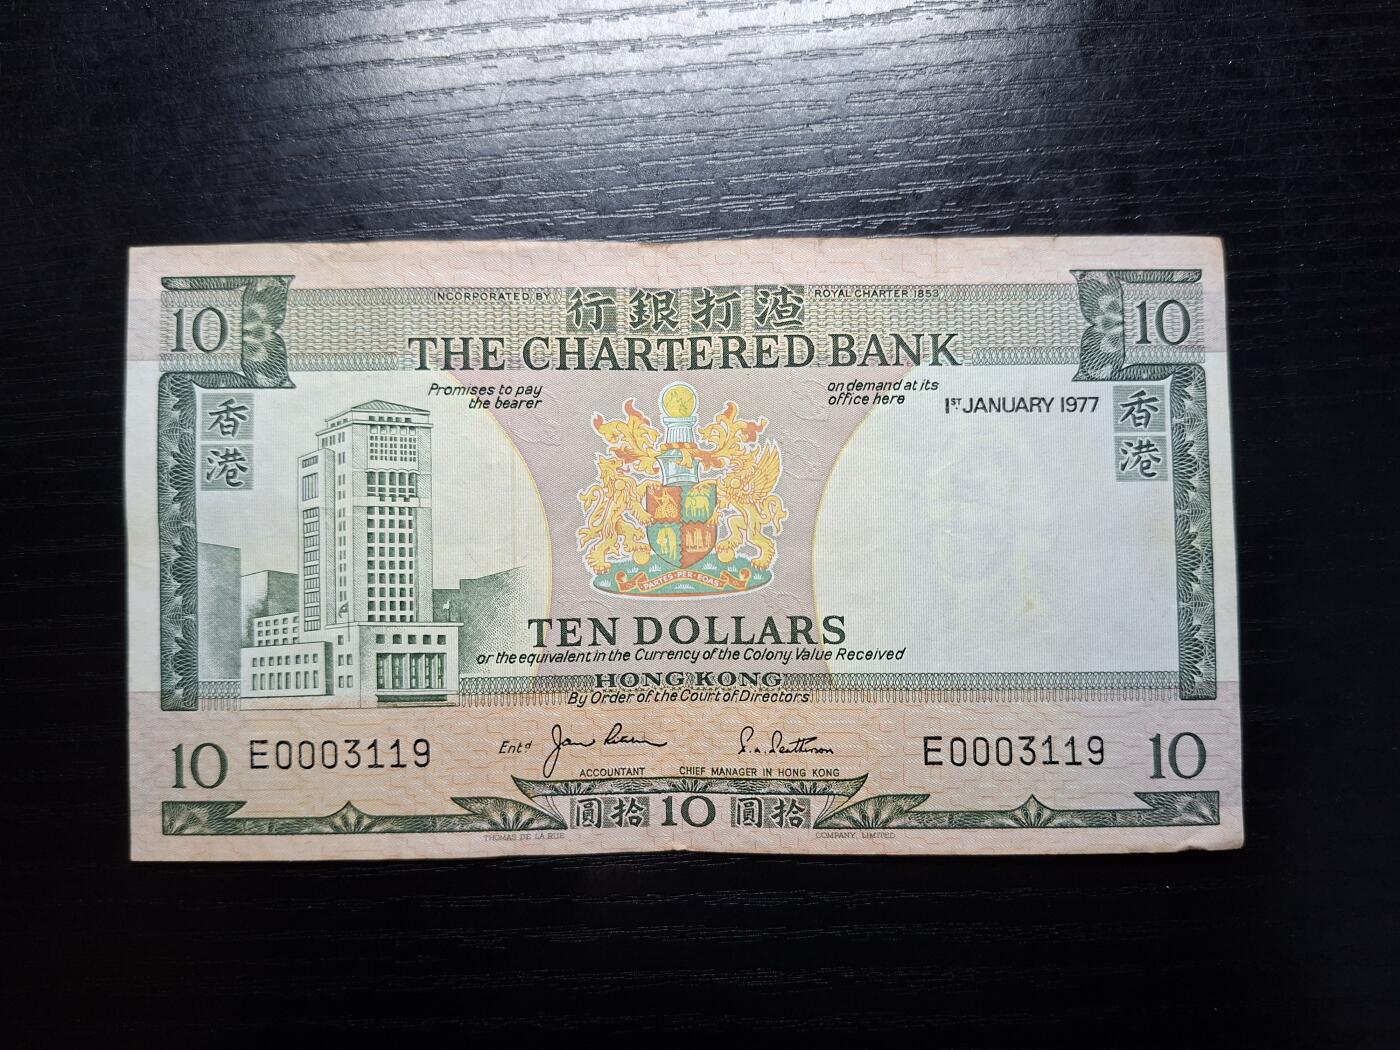 INCORPORATED BY 行銀打渣 ROYAL CHARTER 1853
10 THE CHARTERED BANK 10
Promises to pay
the bearer
on demand at its
office here
1ST JANUARY 1977
香港
香港
PARTES·PER·EOAS
TEN DOLLARS
or the equivalent in the Currency of the Colony Value Received
HONG KONG
By Order of the Court of Directors.
10 E0003119 Entd E0003119 10
ACCOUNTANT CHIEF MANAGER IN HONG KONG
圓拾 10 圓拾
THOMAS DE LA RUE COMPANY, LIMITED